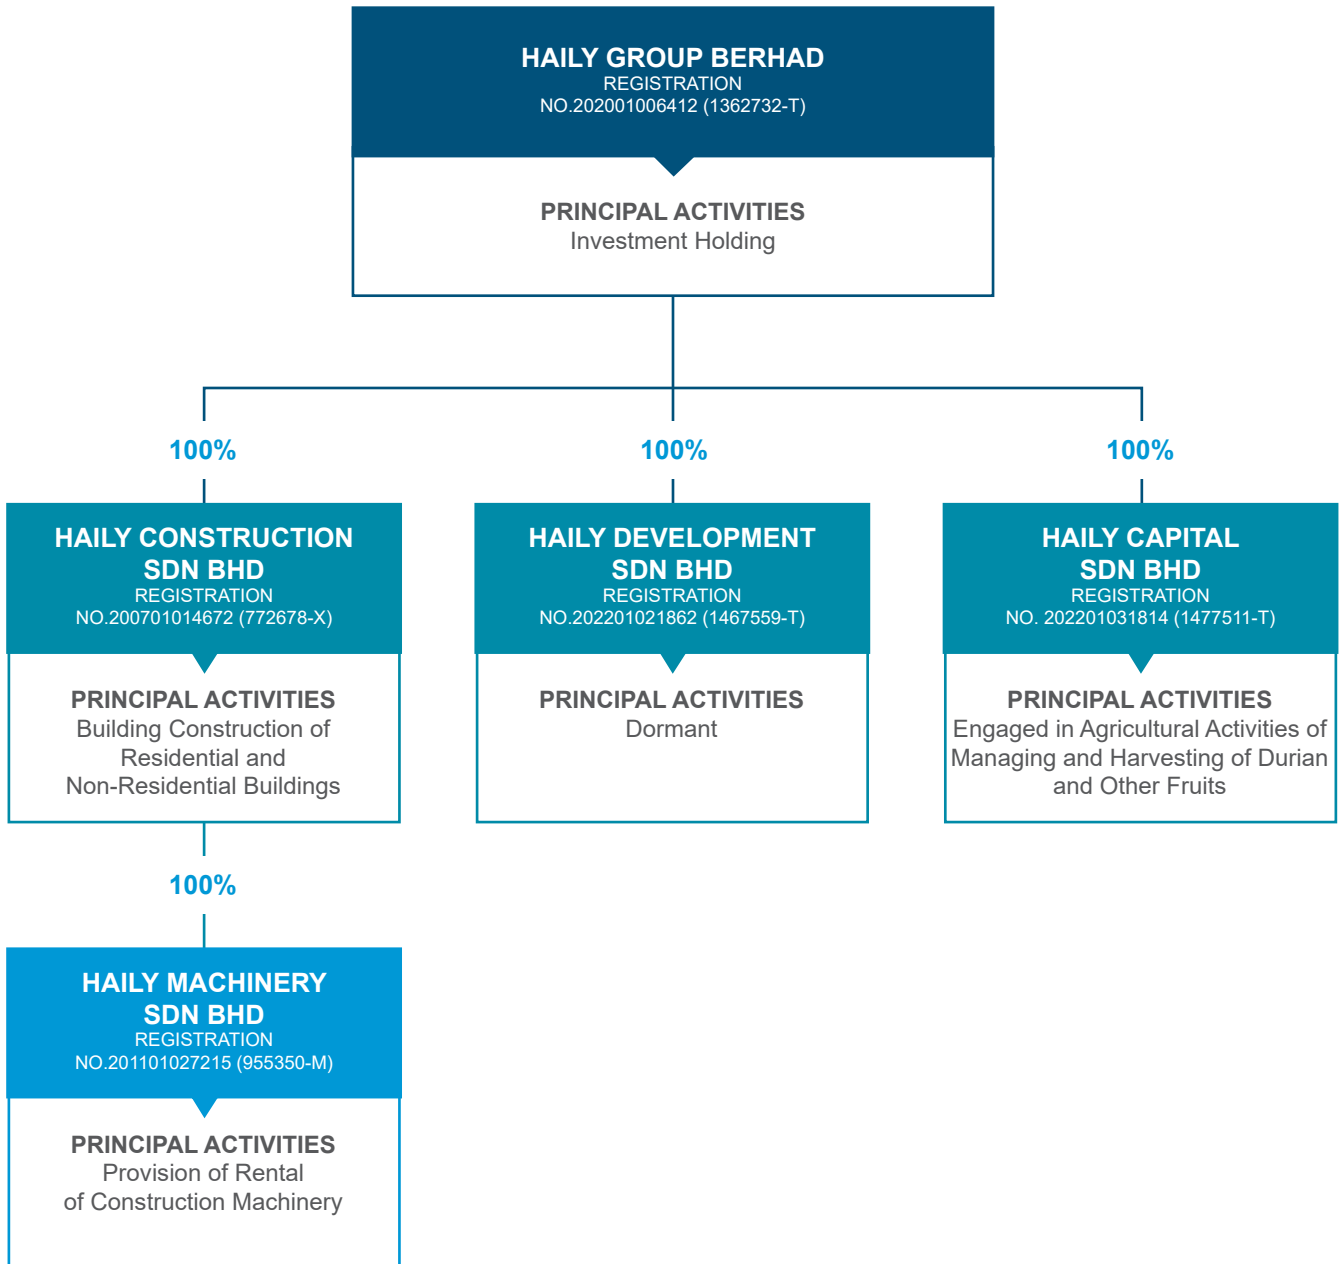 HAILY GROUP BERHAD
REGISTRATION
NO.202001006412 (1362732-T)
PRINCIPAL ACTIVITIES
Investment Holding
100%
100%
100%
HAILY CONSTRUCTION
SDN BHD
REGISTRATION
NO.200701014672 (772678-X)
PRINCIPAL ACTIVITIES
Building Construction of
Residential and
Non-Residential Buildings
HAILY DEVELOPMENT
SDN BHD
REGISTRATION
NO.202201021862 (1467559-T)
PRINCIPAL ACTIVITIES
Dormant
HAILY CAPITAL
SDN BHD
REGISTRATION
NO. 202201031814 (1477511-T)
PRINCIPAL ACTIVITIES
Engaged in Agricultural Activities of
Managing and Harvesting of Durian
and Other Fruits
100%
HAILY MACHINERY
SDN BHD
REGISTRATION
NO.201101027215 (955350-M)
PRINCIPAL ACTIVITIES
Provision of Rental
of Construction Machinery